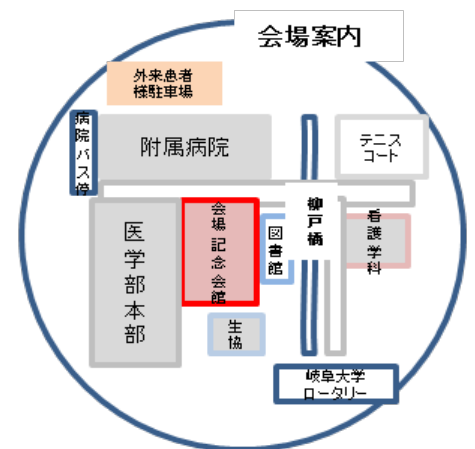 会場案内
外来患者
様駐車場
病院バス停
附属病院
テニス
コート
柳戸橋
医学部本部
会場 記念会館
図書館
看護学科
生協
岐阜大学
ロータリー